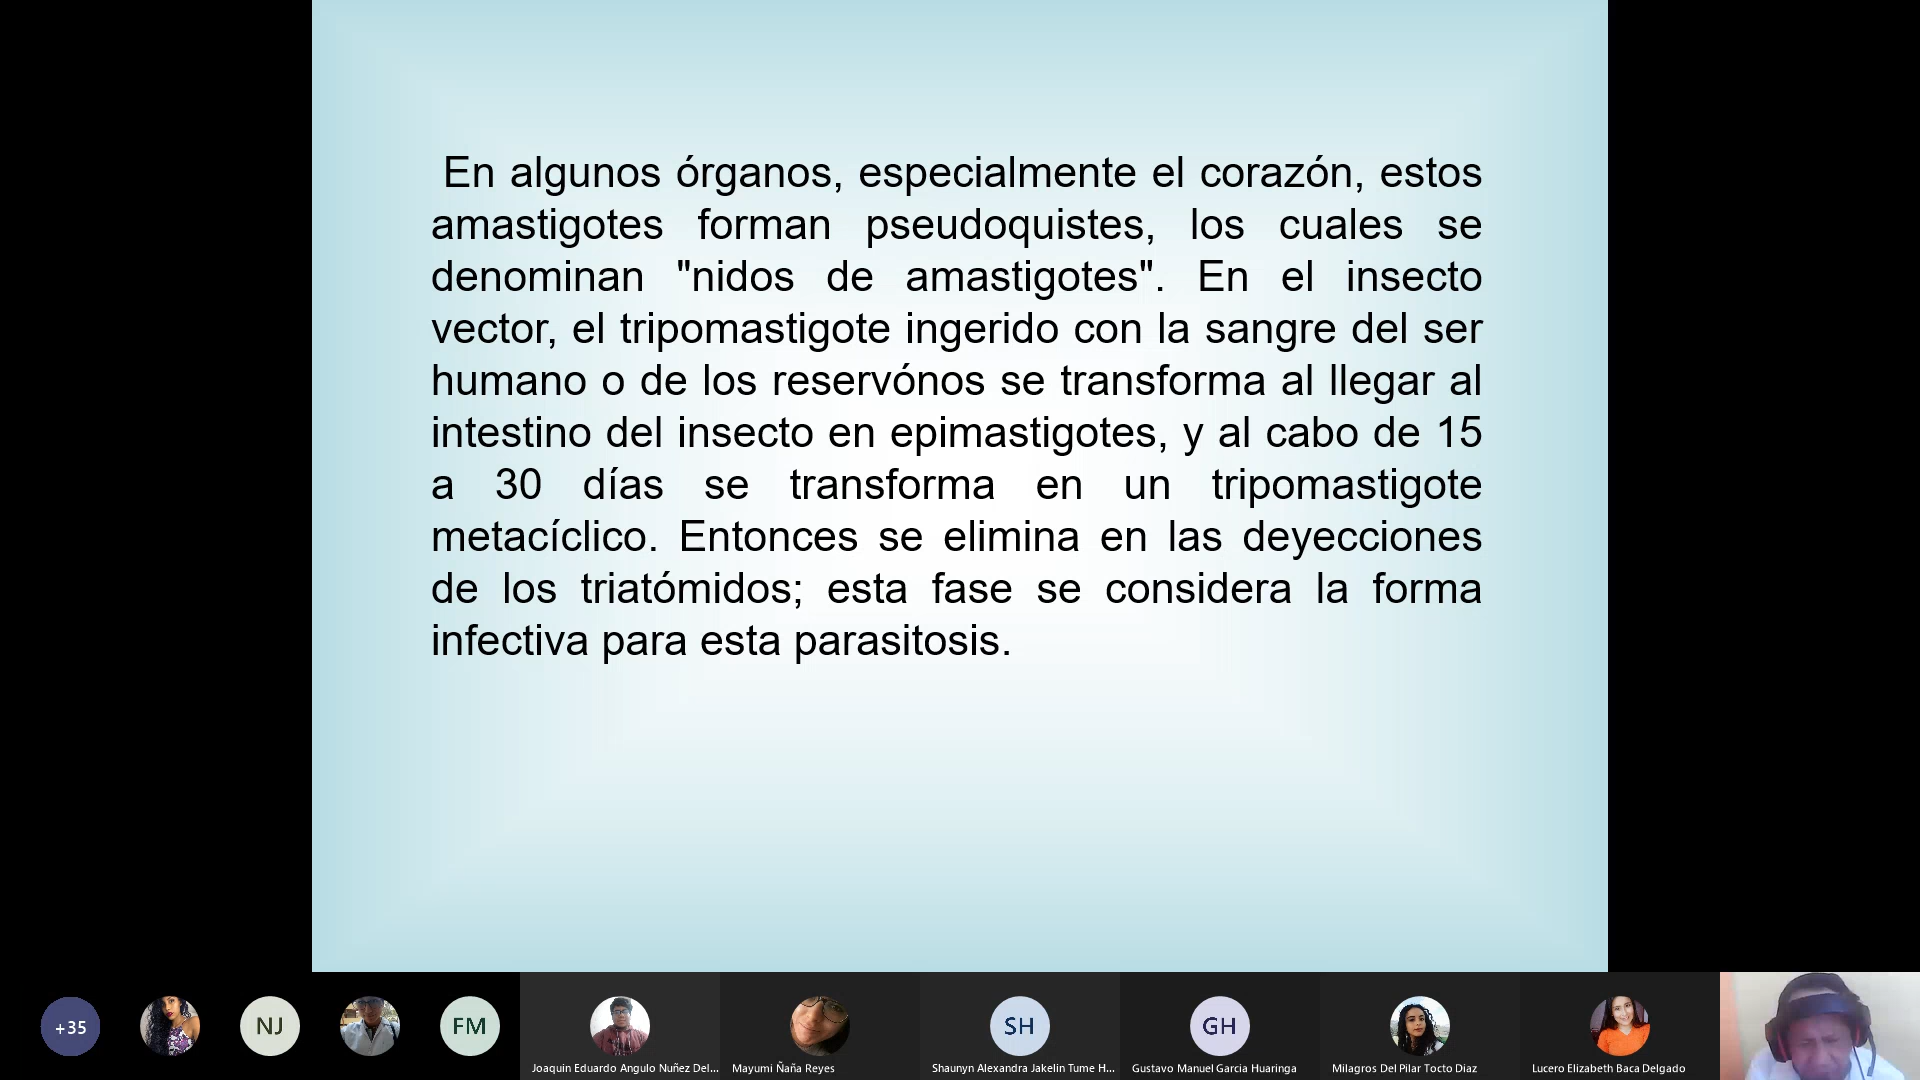 En algunos órganos, especialmente el corazón, estos
amastigotes forman pseudoquistes, los cuales se
denominan "nidos de amastigotes". En el insecto
vector, el tripomastigote ingerido con la sangre del ser
humano o de los reservónos se transforma al llegar al
intestino del insecto en epimastigotes, y al cabo de 15
a 30 días se transforma en un tripomastigote
metacíclico. Entonces se elimina en las deyecciones
de los triatómidos; esta fase se considera la forma
infectiva para esta parasitosis.
+35
NJ
FM
SH
GH
Joaquin Eduardo Angulo Nuñez Del...
Mayumi Ñaña Reyes
Shaunyn Alexandra Jakelin Tume H...
Gustavo Manuel Garcia Huaringa
Milagros Del Pilar Tocto Diaz
Lucero Elizabeth Baca Delgado